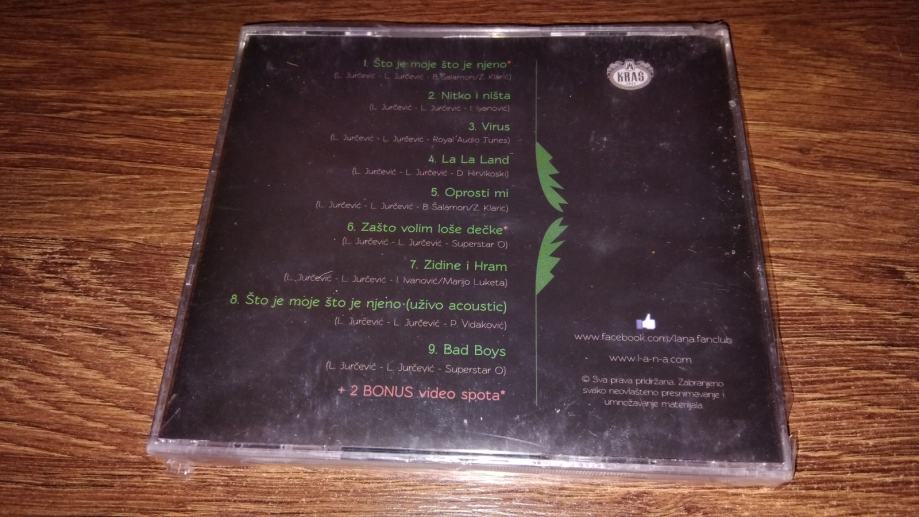 1. Što je moje što je njeno*
(L. Jurčević - L. Jurčević - B.Šalamon/Z. Klarić)
2. Nitko i ništa
(L. Jurčević - L. Jurčević - I. Ivanović)
3. Virus
(L. Jurčević - L. Jurčević - Royal Audio Tunes)
4. La La Land
(L. Jurčević - L. Jurčević - D. Hirvikoski)
5. Oprosti mi
(L. Jurčević - L. Jurčević - B.Šalamon/Z. Klarić)
6. Zašto volim loše dečke*
(L. Jurčević - L. Jurčević - Superstar O)
7. Zidine i Hram
(L. Jurčević - L. Jurčević - I. Ivanović/Marijo Luketa)
8. Što je moje što je njeno (uživo acoustic)
(L. Jurčević - L. Jurčević - P. Vidaković)
9. Bad Boys
(L. Jurčević - L. Jurčević - Superstar O)
+ 2 BONUS video spota*
KRAŠ
www.facebook.com/lana.fanclub
www.l-a-n-a.com
© Sva prava pridržana. Zabranjeno
svako neovlašteno presnimavanje i
umnožavanje materijala.